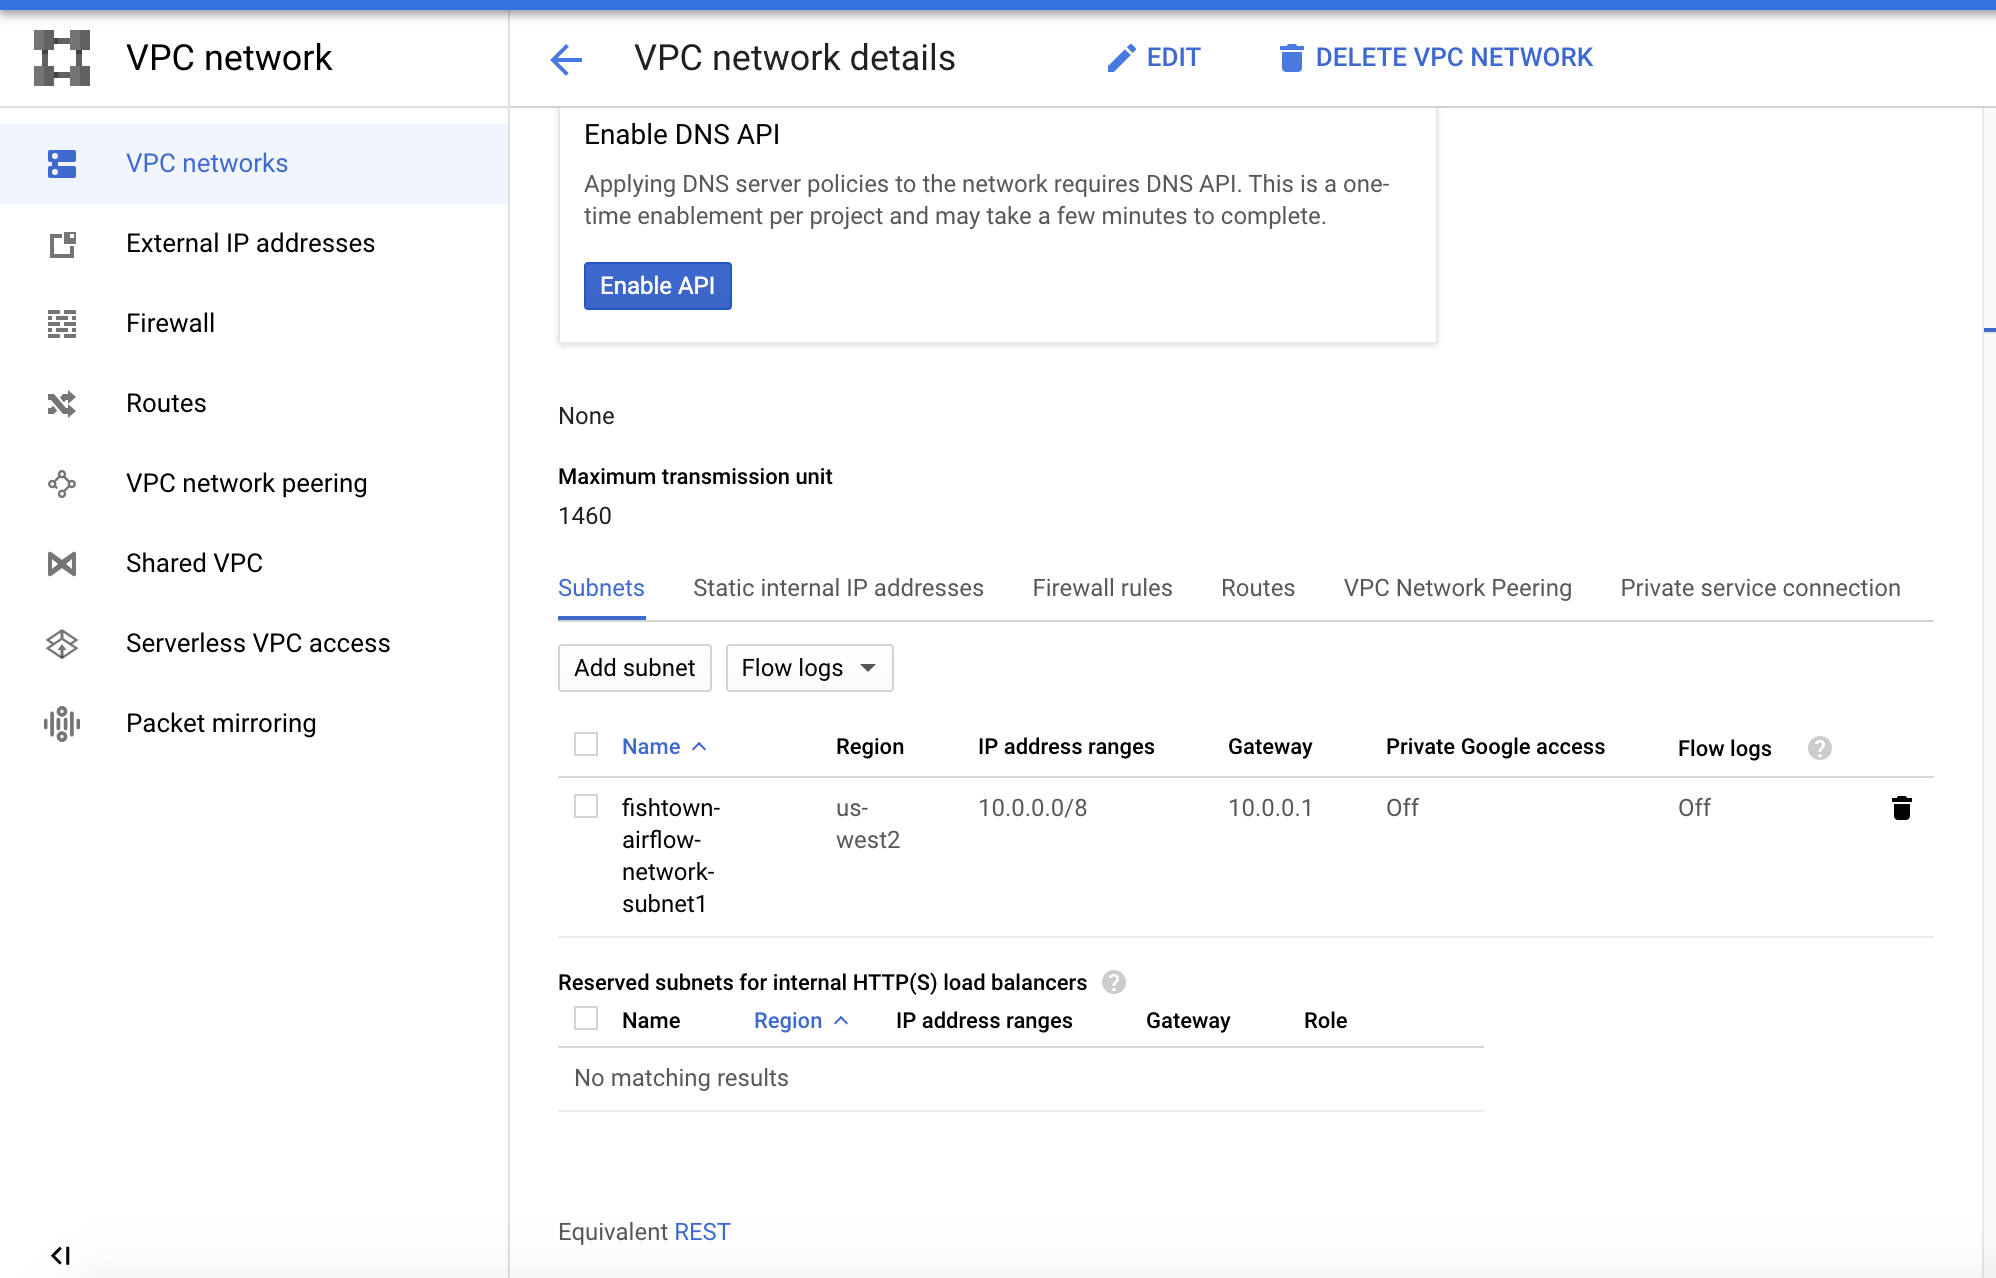 VPC network
VPC network details
EDIT
DELETE VPC NETWORK
VPC networks
External IP addresses
Firewall
Routes
VPC network peering
Shared VPC
Serverless VPC access
Packet mirroring
Enable DNS API
Applying DNS server policies to the network requires DNS API. This is a one-
time enablement per project and may take a few minutes to complete.
Enable API
None
Maximum transmission unit
1460
Subnets Static internal IP addresses Firewall rules Routes VPC Network Peering Private service connection
Add subnet Flow logs
Name Region IP address ranges Gateway Private Google access Flow logs ?
fishtown- us- 10.0.0.0/8 10.0.0.1 Off Off
airflow- west2
network-
subnet1
Reserved subnets for internal HTTP(S) load balancers ?
Name Region IP address ranges Gateway Role
No matching results
Equivalent REST